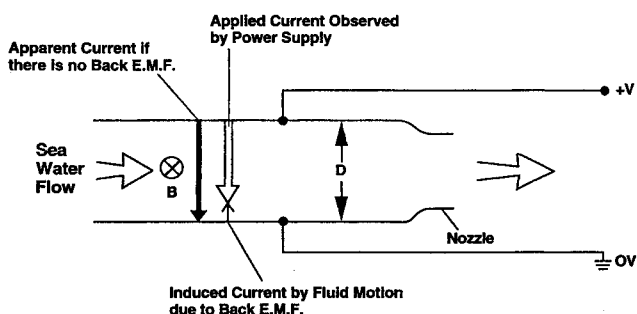 Applied Current Observed
by Power Supply
Apparent Current if
there is no Back E.M.F.
+V
Sea
Water
Flow
B
D
Nozzle
OV
Induced Current by Fluid Motion
due to Back E.M.F.